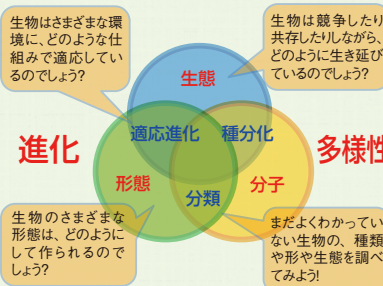 生物はさまざまな環
境に、どのような仕
組みで適応してい
るのでしょう?
生物は競争したり
共存したりしながら、
どのように生き延び
ているのでしょう?
生態
進化
適応進化
種分化
多様性
形態
分子
分類
生物のさまざまな
形態は、どのように
して作られるので
しょう?
まだよくわかってい
ない生物の、種類
や形や生態を調べ
てみよう!